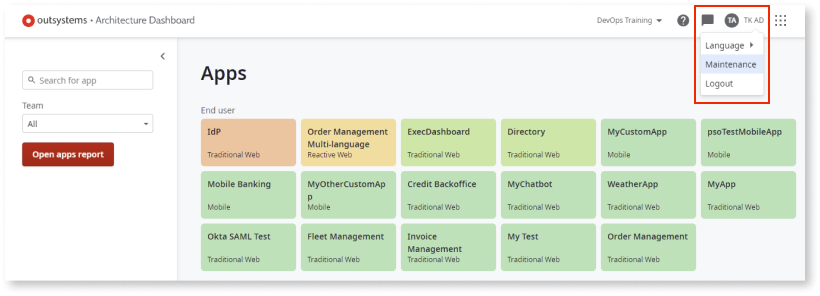 outsystems • Architecture Dashboard
DevOps Training
?
TA
TK AD
Language
Maintenance
Logout
Search for app
Team
All
Open apps report
Apps
End user
IdP
Traditional Web
Order Management
Multi-language
Reactive Web
ExecDashboard
Traditional Web
Directory
Traditional Web
MyCustomApp
Mobile
psoTestMobileApp
Mobile
Mobile Banking
Mobile
MyOtherCustomAp
p
Mobile
Credit Backoffice
Traditional Web
MyChatbot
Traditional Web
WeatherApp
Traditional Web
MyApp
Traditional Web
Okta SAML Test
Traditional Web
Fleet Management
Traditional Web
Invoice
Management
Traditional Web
My Test
Traditional Web
Order Management
Traditional Web